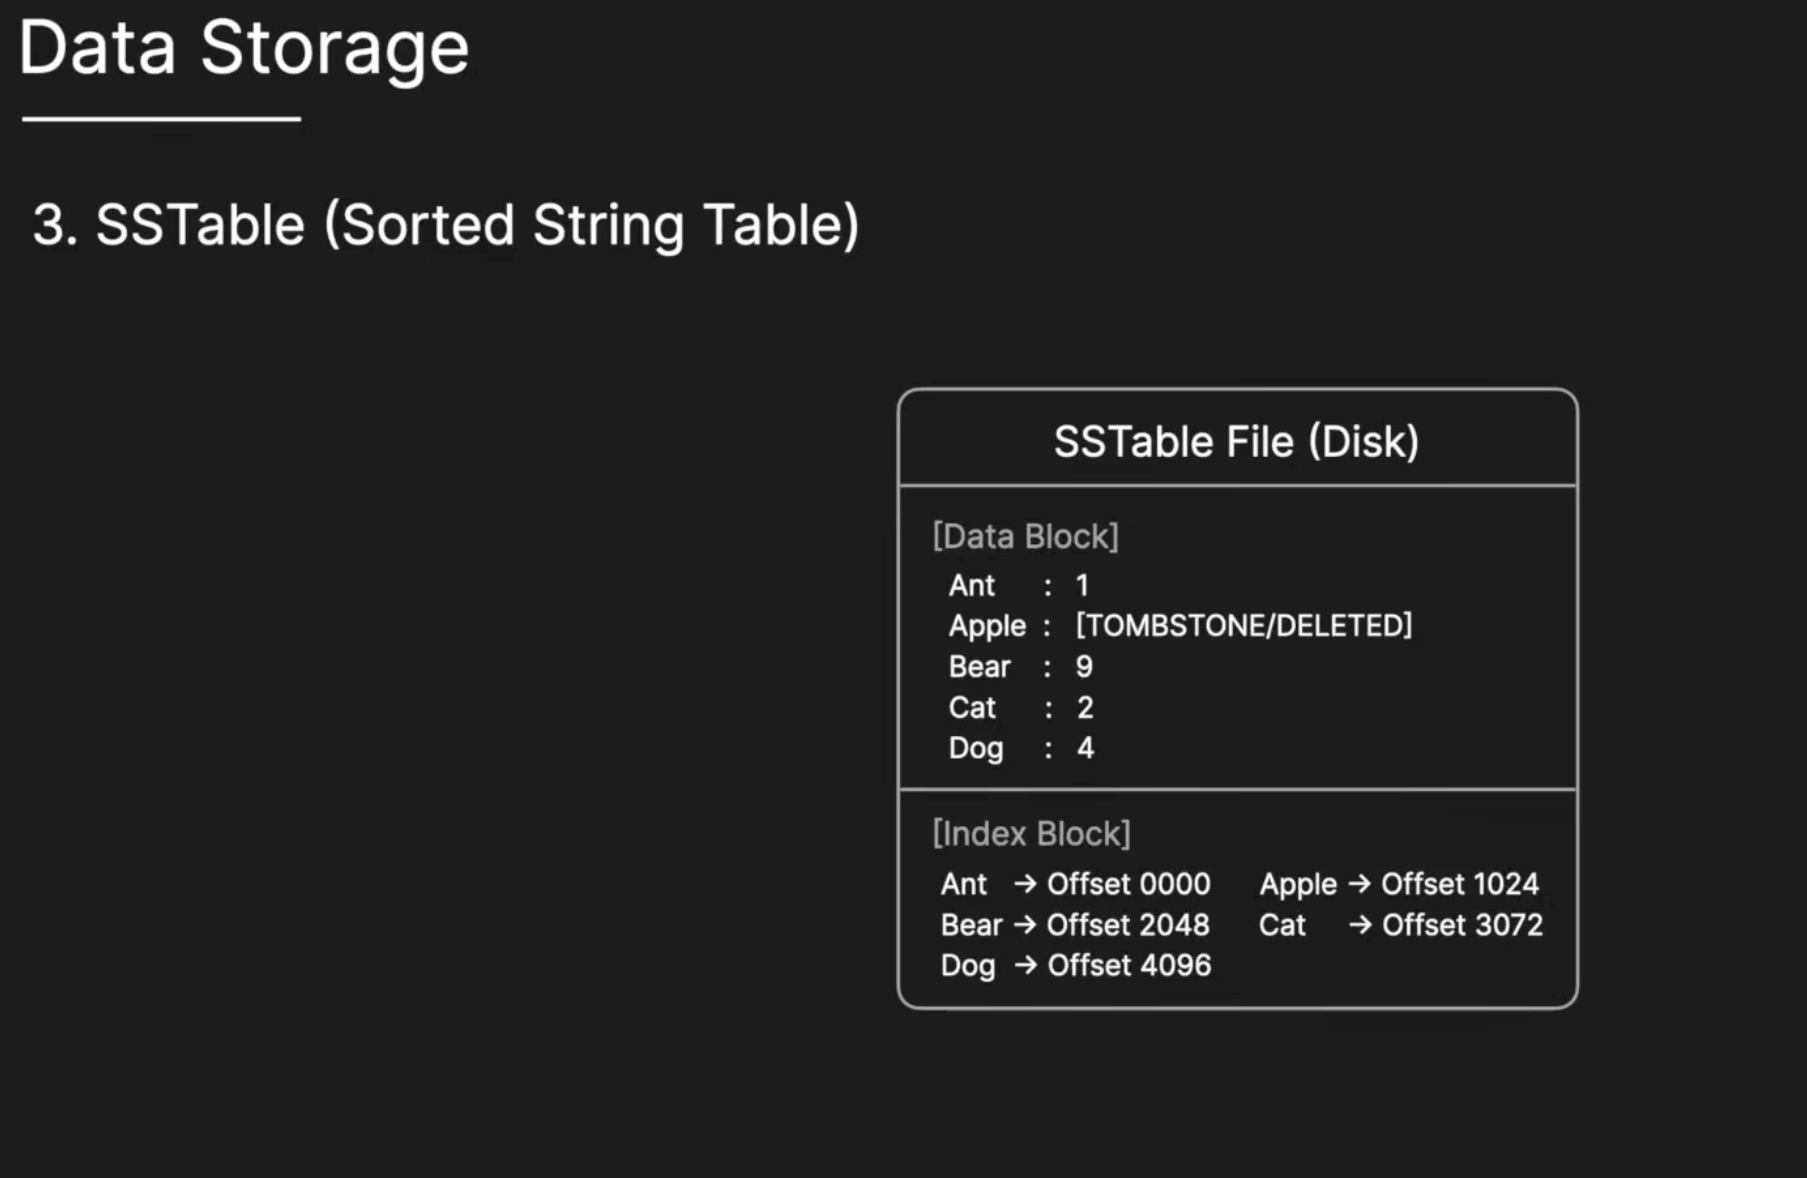 Data Storage
3. SSTable (Sorted String Table)
SSTable File (Disk)
[Data Block]
Ant : 1
Apple : [TOMBSTONE/DELETED]
Bear : 9
Cat : 2
Dog : 4
[Index Block]
Ant → Offset 0000 Apple → Offset 1024
Bear → Offset 2048 Cat → Offset 3072
Dog → Offset 4096